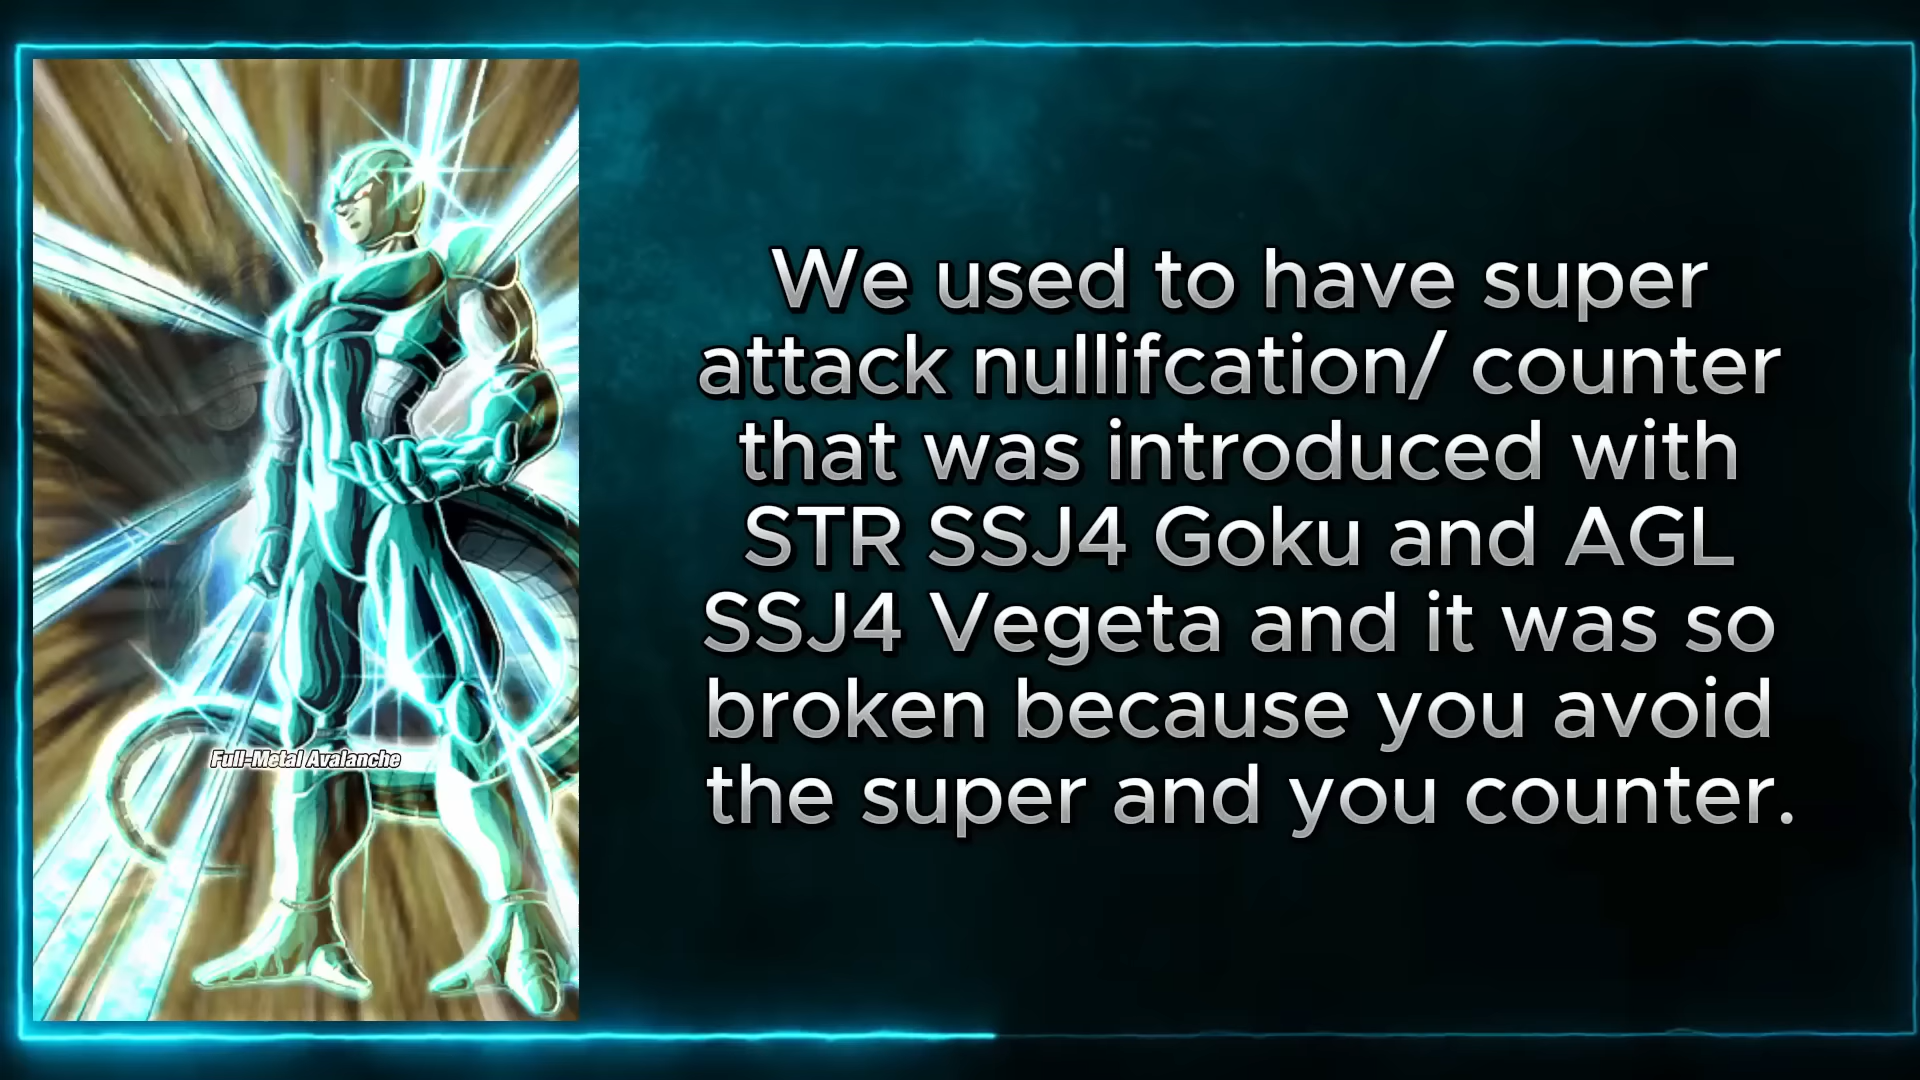 Full-Metal Avalanche
We used to have super
attack nullifcation/ counter
that was introduced with
STR SSJ4 Goku and AGL
SSJ4 Vegeta and it was so
broken because you avoid
the super and you counter.